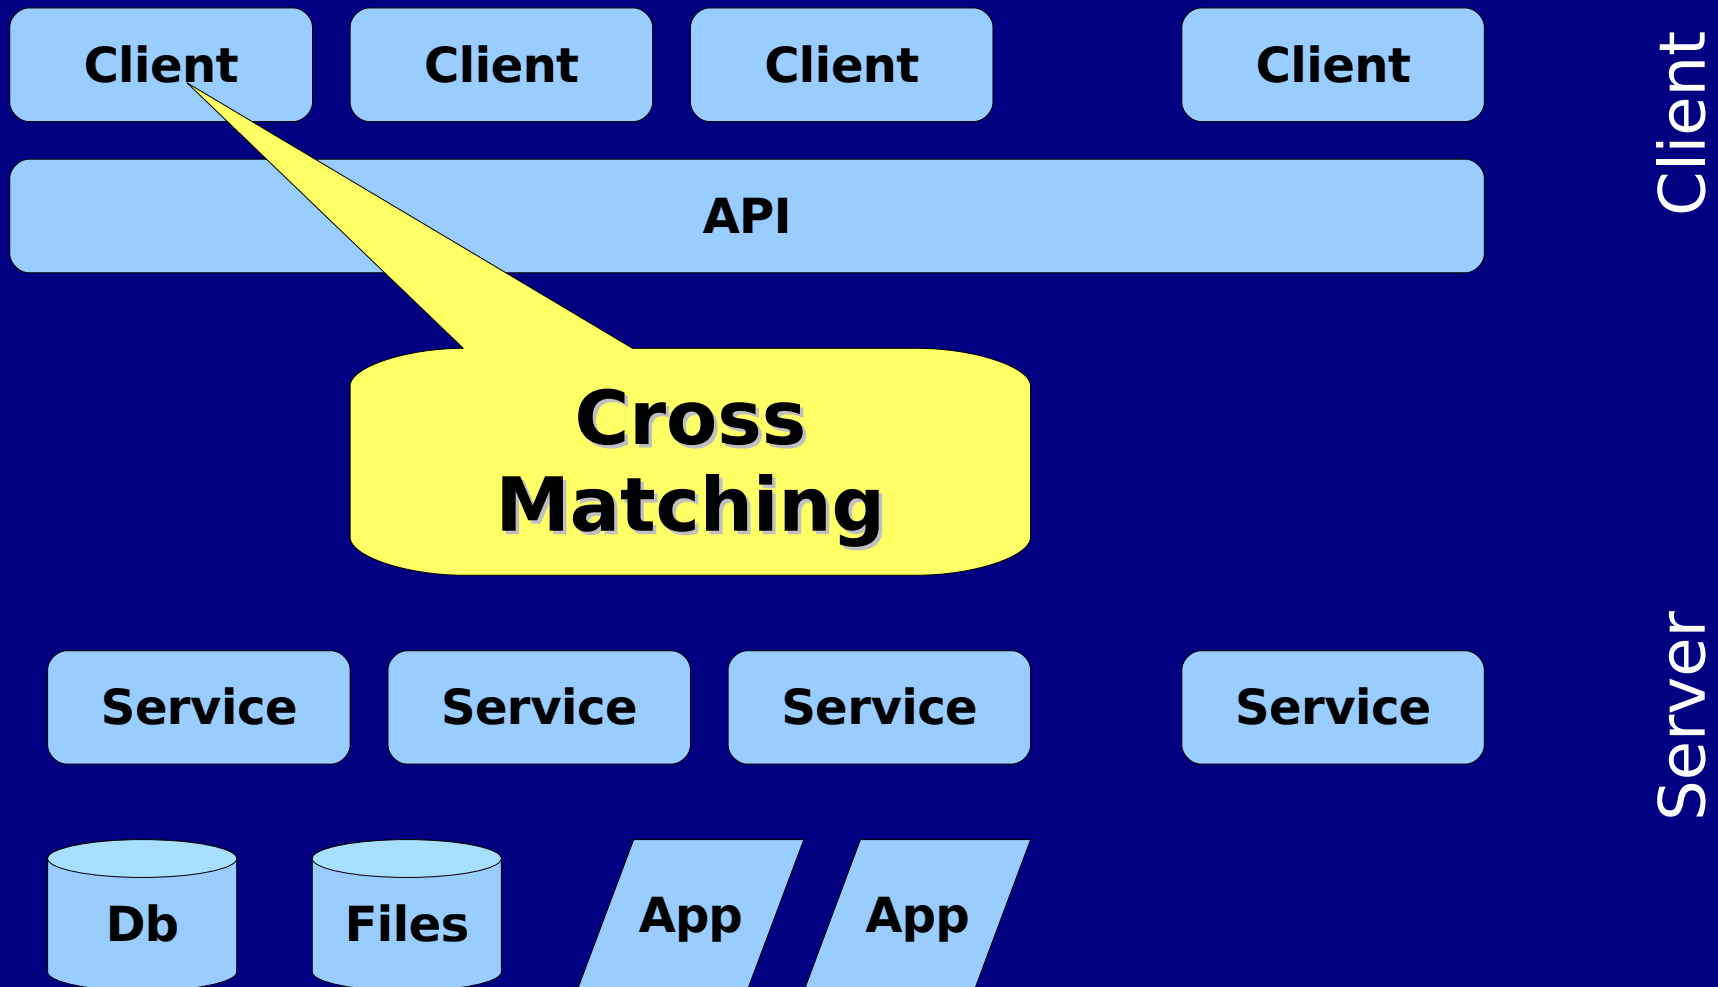 Client
Client
Client
Client
Client
API
Cross
Matching
Service
Service
Service
Service
Server
Db
Files
App
App